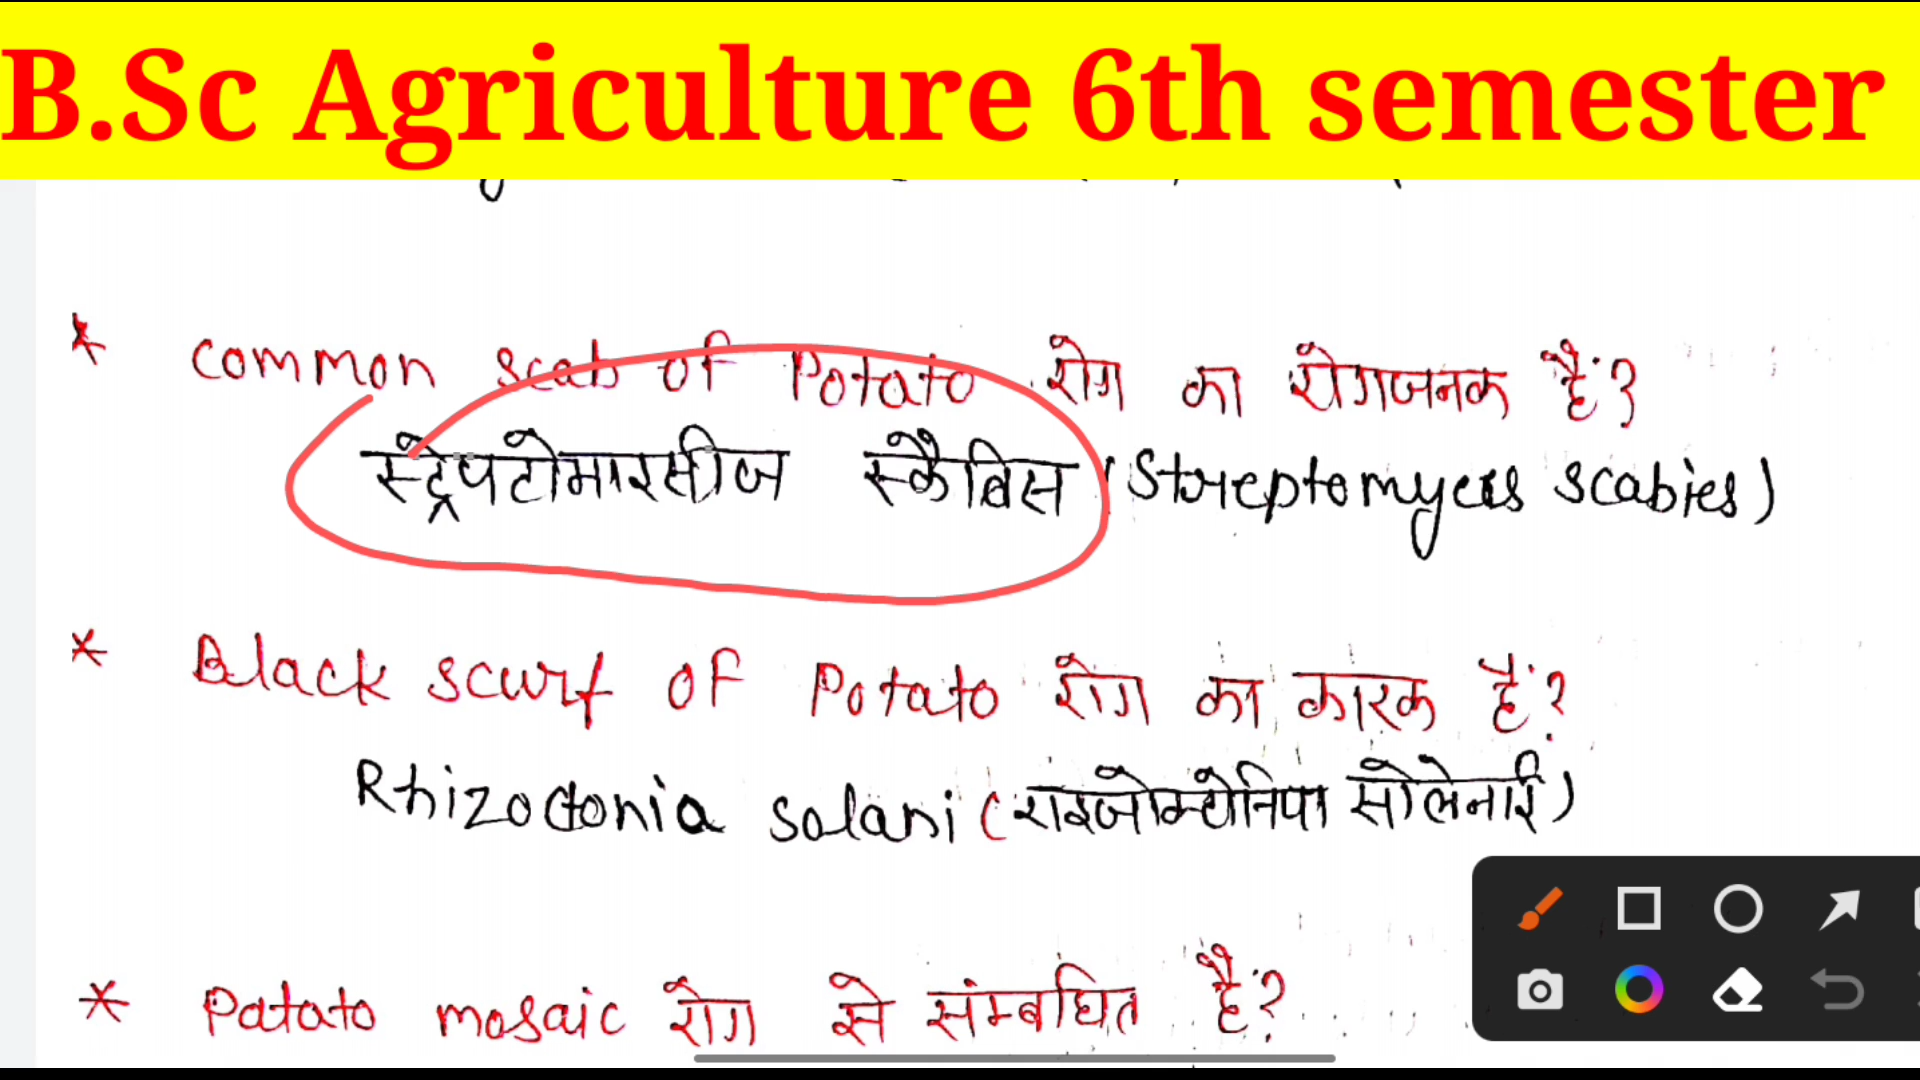 B.Sc Agriculture 6th semester
* common scab of Potato रोग का रोगजनक है?
स्ट्रेपटोमाइसीज स्कैबिस (Streptomyces scabies)
* Black scurf of Potato रोग का कारक है?
Rhizoctonia solani (राइजोक्टोनिया सोलेनाई)
* Patato mosaic रोग से संम्बधित है?